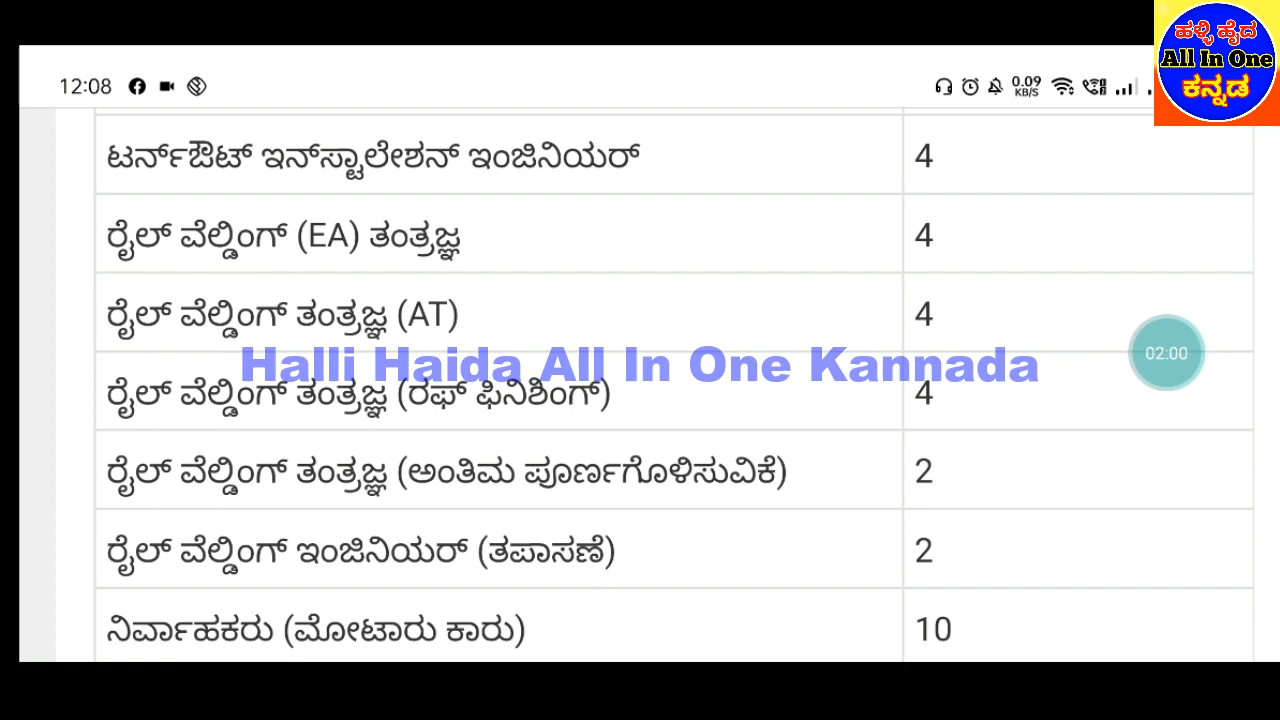 ಹಳ್ಳಿ ಹೈದ
All In One
ಕನ್ನಡ
12:08 0.09 KB/S
ಟರ್ನ್‌ಔಟ್ ಇನ್‌ಸ್ಟಾಲೇಶನ್ ಇಂಜಿನಿಯರ್ 4
ರೈಲ್ ವೆಲ್ಡಿಂಗ್ (EA) ತಂತ್ರಜ್ಞ 4
ರೈಲ್ ವೆಲ್ಡಿಂಗ್ ತಂತ್ರಜ್ಞ (AT) 4
02:00
Halli Haida All In One Kannada
ರೈಲ್ ವೆಲ್ಡಿಂಗ್ ತಂತ್ರಜ್ಞ (ರಫ್ ಫಿನಿಶಿಂಗ್) 4
ರೈಲ್ ವೆಲ್ಡಿಂಗ್ ತಂತ್ರಜ್ಞ (ಅಂತಿಮ ಪೂರ್ಣಗೊಳಿಸುವಿಕೆ) 2
ರೈಲ್ ವೆಲ್ಡಿಂಗ್ ಇಂಜಿನಿಯರ್ (ತಪಾಸಣೆ) 2
ನಿರ್ವಾಹಕರು (ಮೋಟಾರು ಕಾರು) 10